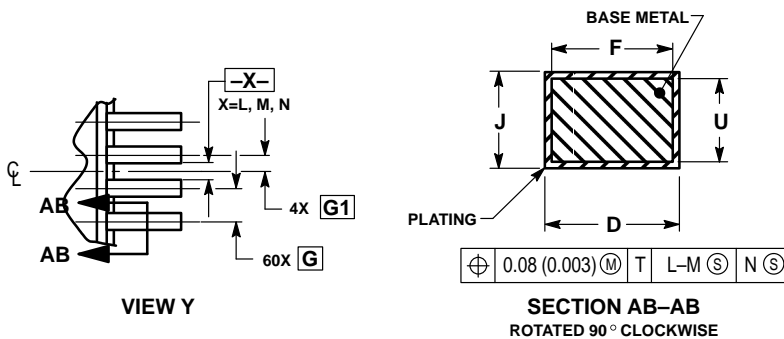 –X–
X=L, M, N
℄
AB
AB
4X G1
60X G
VIEW Y
BASE METAL
F
J
U
PLATING
D
⌖ 0.08 (0.003) Ⓜ T L–M Ⓢ N Ⓢ
SECTION AB–AB
ROTATED 90° CLOCKWISE